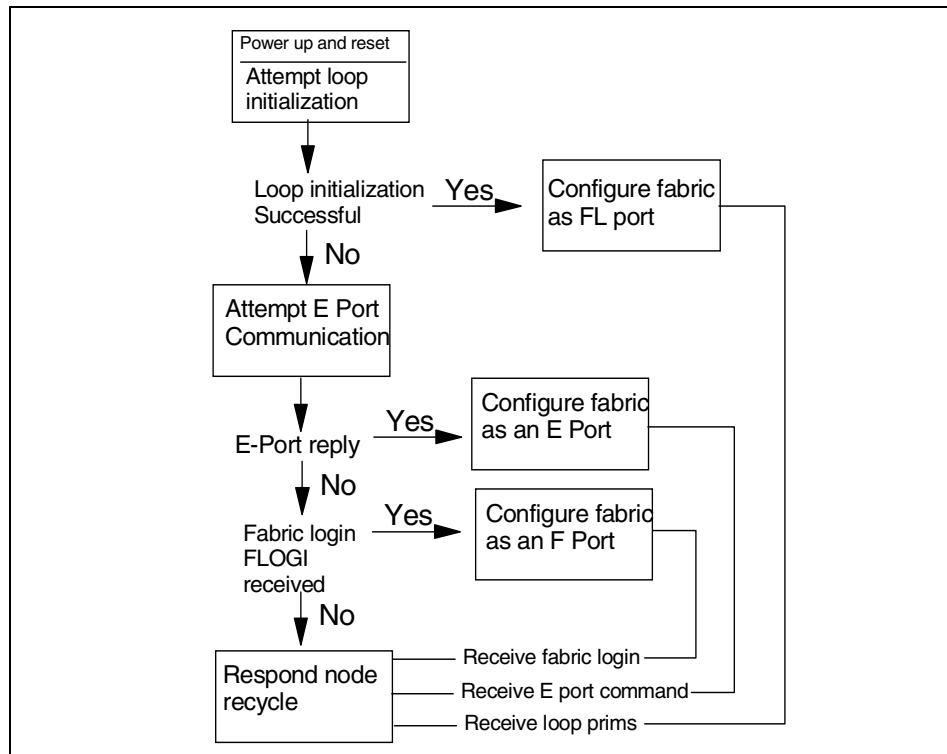 Power up and reset
Attempt loop
initialization
Loop initialization
Successful
Yes
Configure fabric
as FL port
No
Attempt E Port
Communication
E-Port reply
Yes
Configure fabric
as an E Port
No
Fabric login
FLOGI
received
Yes
Configure fabric
as an F Port
No
Respond node
recycle
Receive fabric login
Receive E port command
Receive loop prims